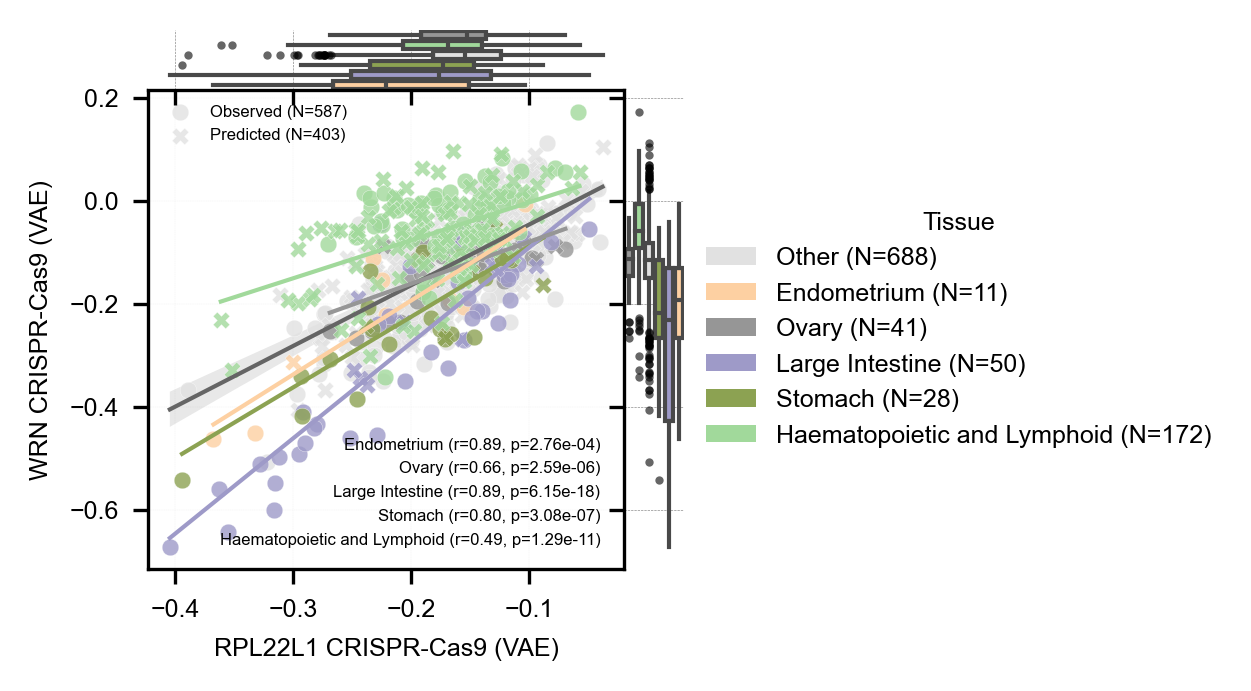 0.2
0.0
−0.2
−0.4
−0.6
WRN CRISPR-Cas9 (VAE)
Observed (N=587)
Predicted (N=403)
Endometrium (r=0.89, p=2.76e-04)
Ovary (r=0.66, p=2.59e-06)
Large Intestine (r=0.89, p=6.15e-18)
Stomach (r=0.80, p=3.08e-07)
Haematopoietic and Lymphoid (r=0.49, p=1.29e-11)
−0.4 −0.3 −0.2 −0.1
RPL22L1 CRISPR-Cas9 (VAE)
Tissue
Other (N=688)
Endometrium (N=11)
Ovary (N=41)
Large Intestine (N=50)
Stomach (N=28)
Haematopoietic and Lymphoid (N=172)